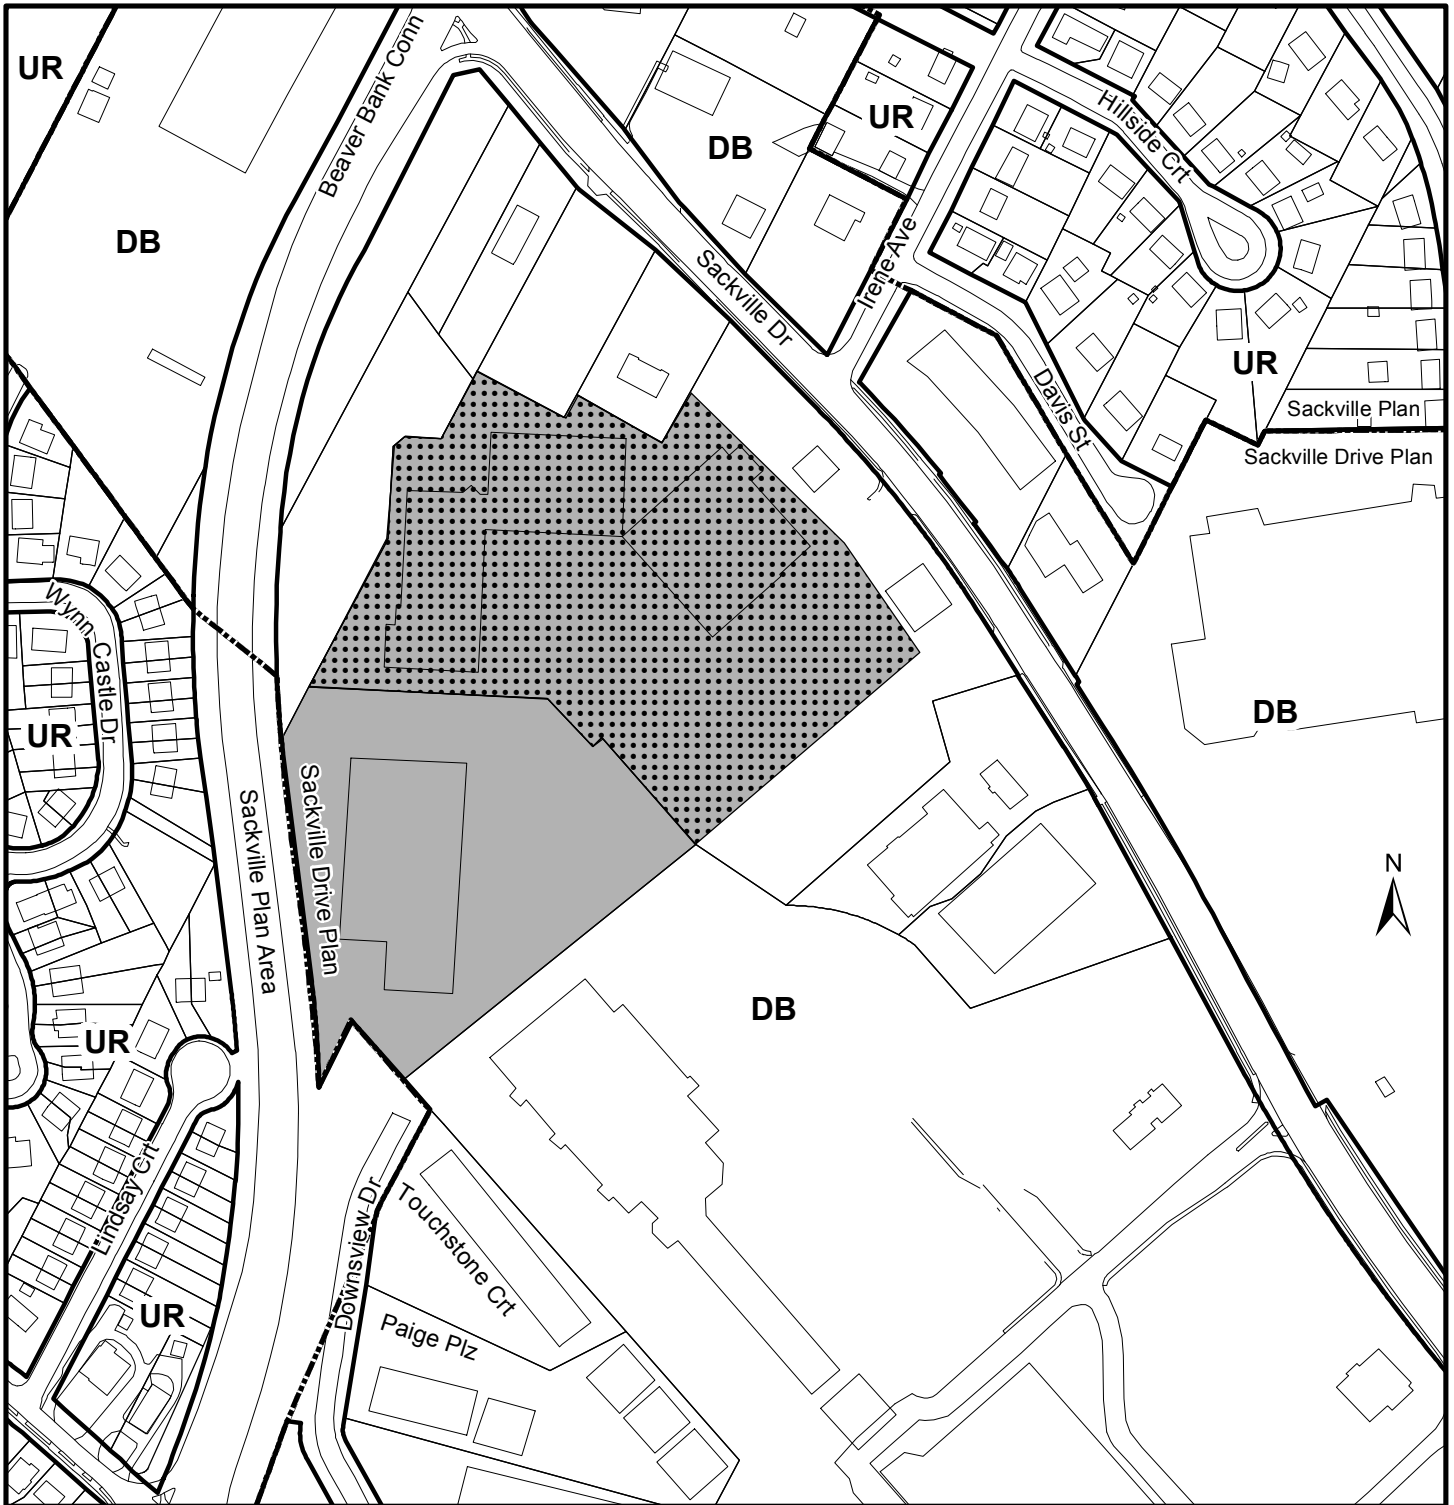 UR
Beaver Bank Conn
DB
UR
Hillside Crt
DB
Irene Ave
Sackville Dr
UR
Davis St
Sackville Plan
Sackville Drive Plan
Wynn Castle Dr
UR
DB
Sackville Plan Area
Sackville Drive Plan
N
DB
UR
Lindsay Crt
Downsview Dr
Touchstone Crt
UR
Paige Plz